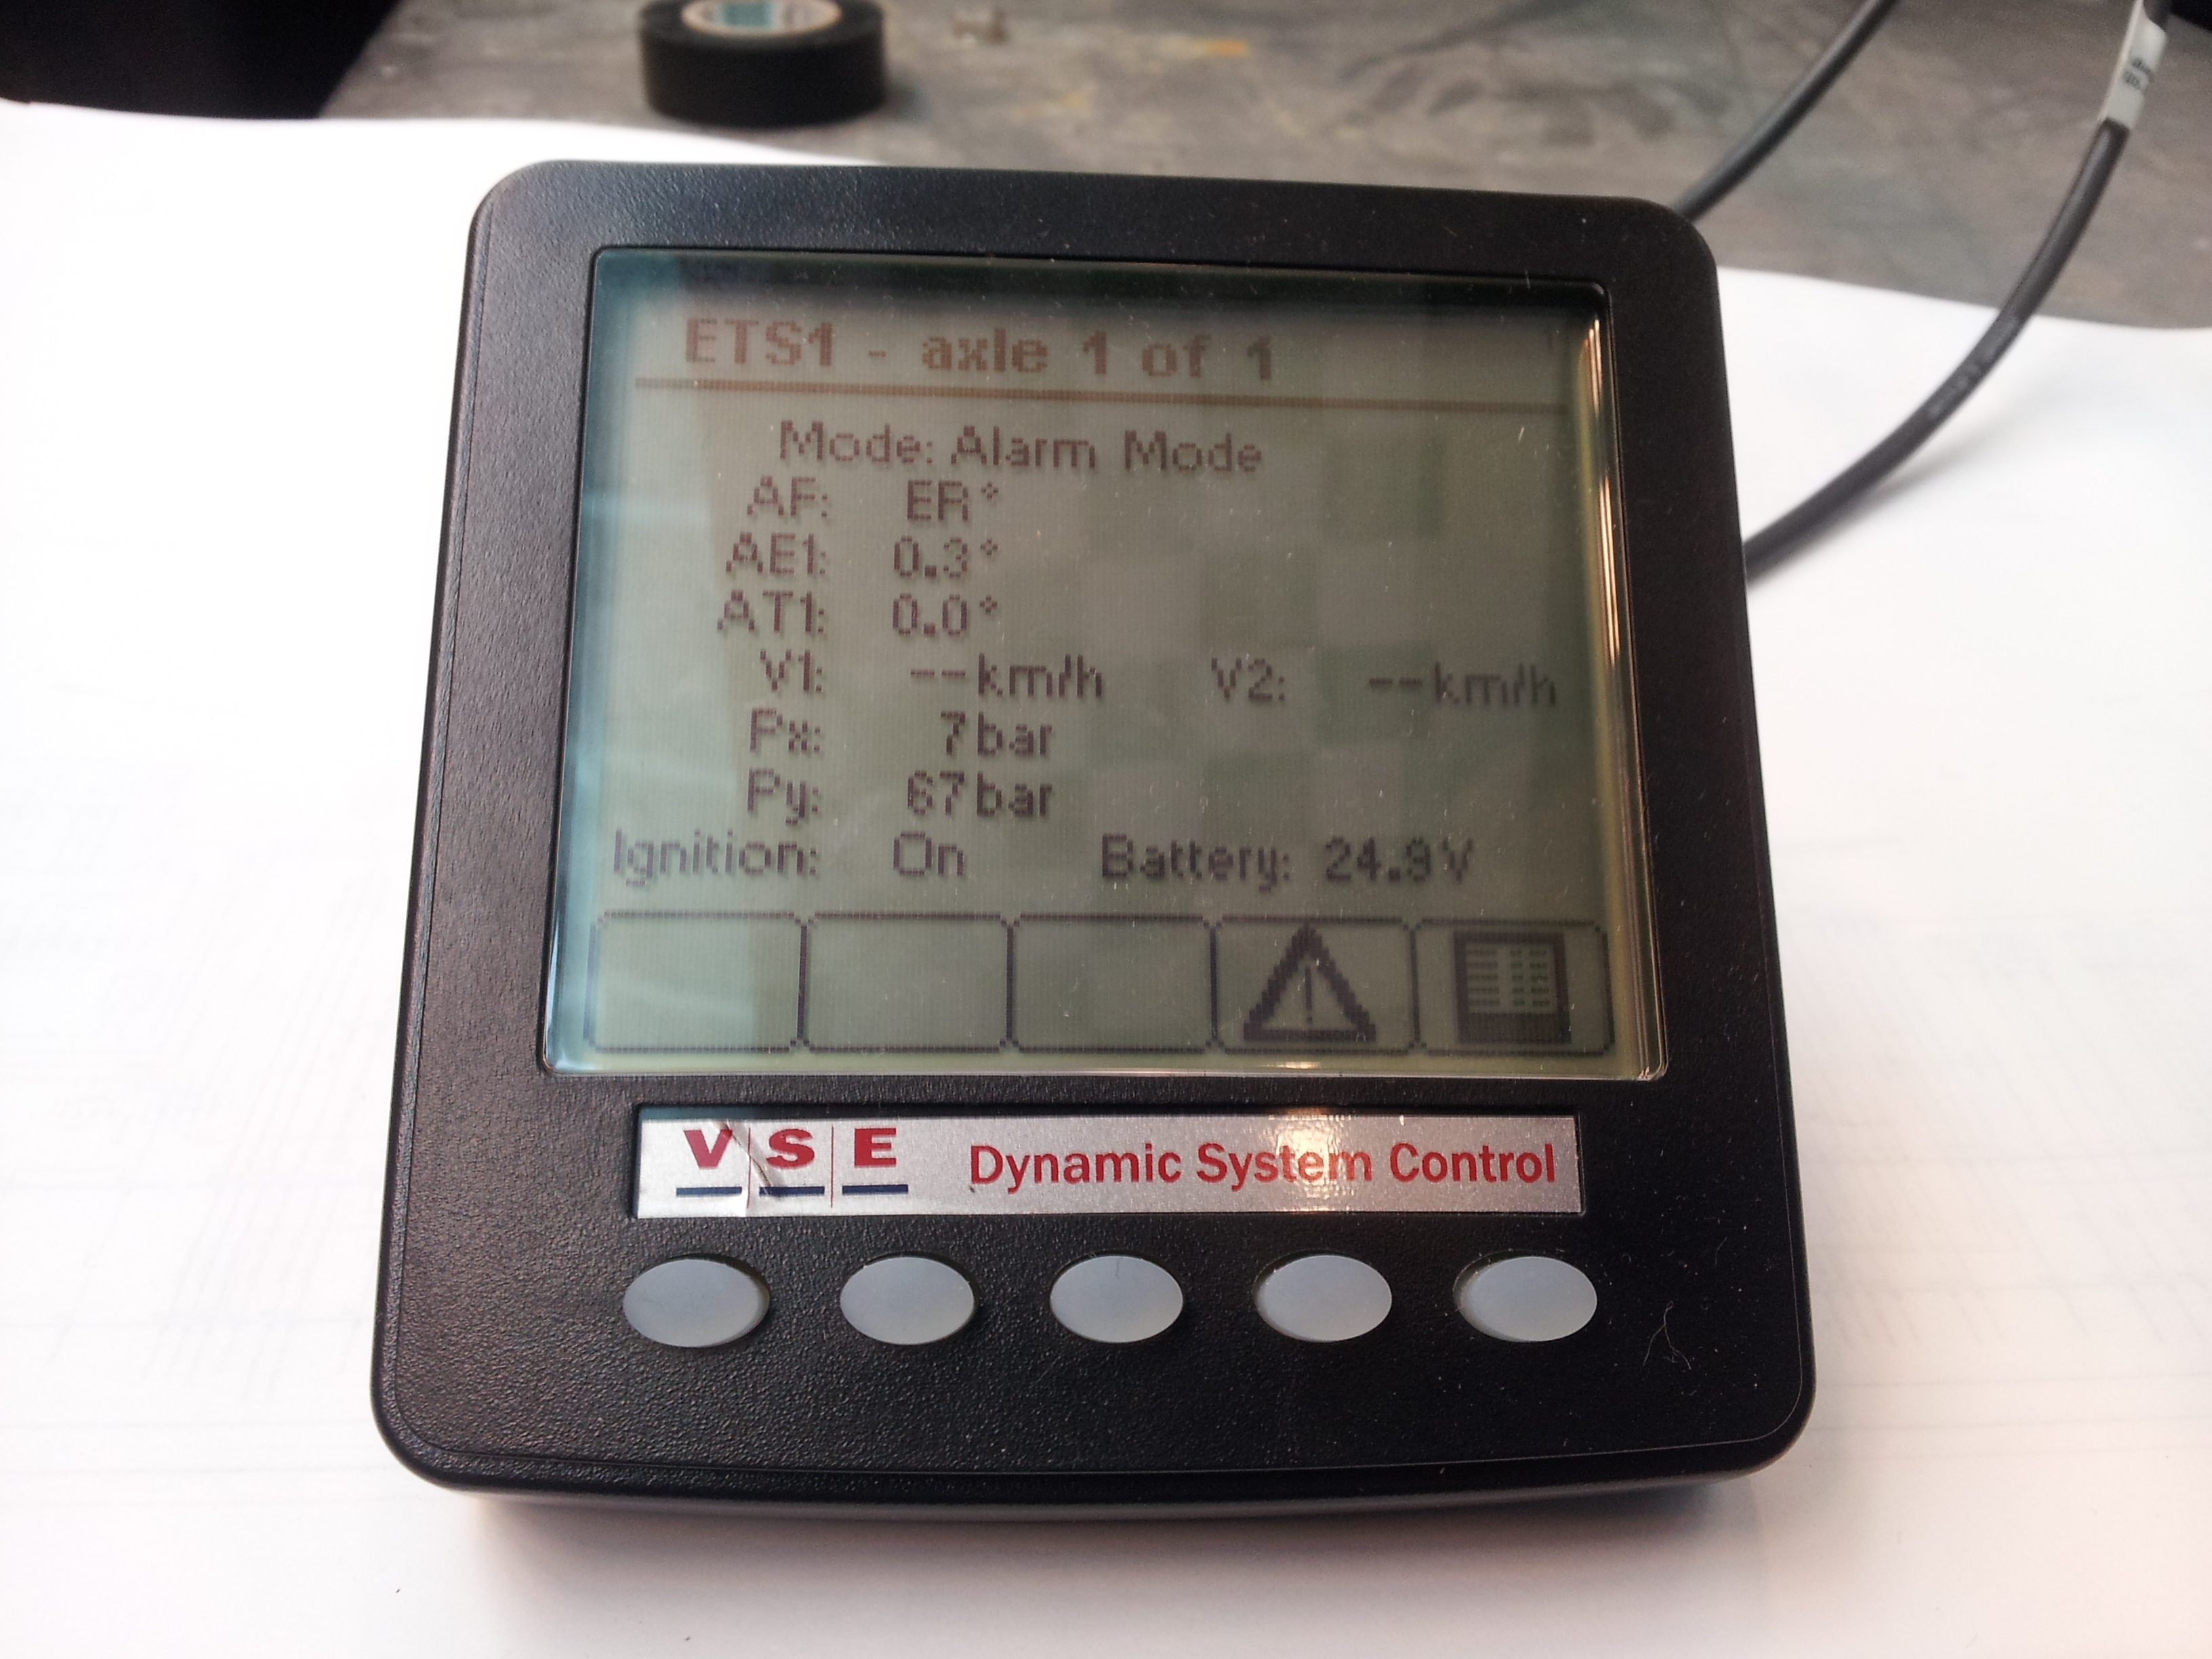 ETS1 - axle 1 of 1
Mode: Alarm Mode
AF: ER°
AE1: 0.3°
AT1: 0.0°
V1: --km/h V2: --km/h
Px: 7bar
Py: 67bar
Ignition: On Battery: 24.9V
VSE Dynamic System Control